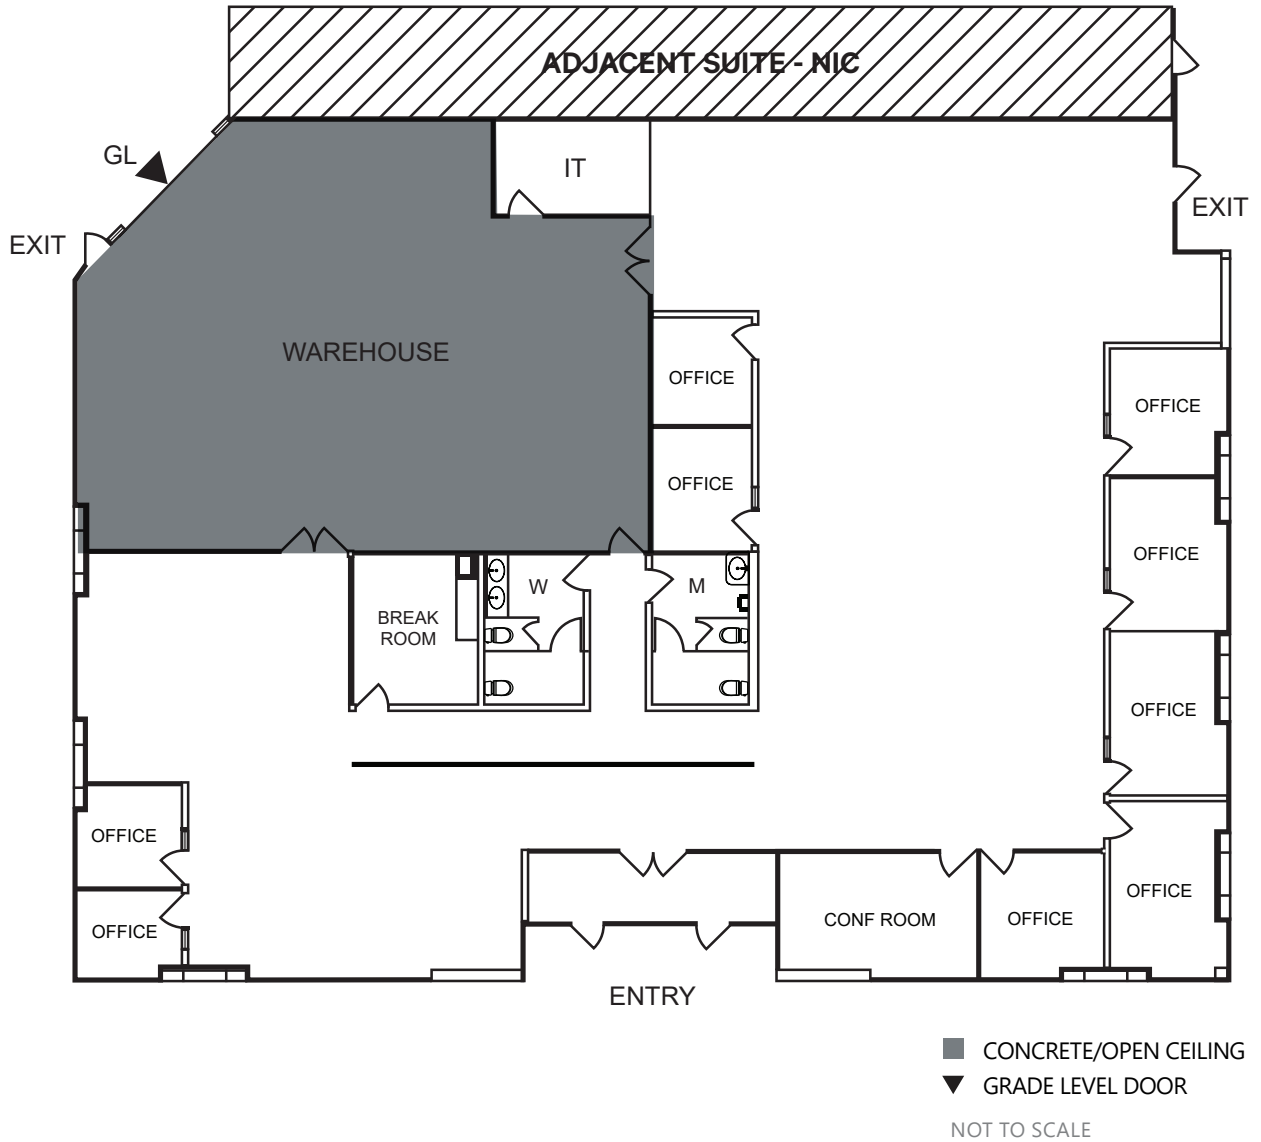 ADJACENT SUITE - NIC
GL
IT
EXIT
EXIT
WAREHOUSE
OFFICE
OFFICE
OFFICE
OFFICE
W
M
BREAK
ROOM
OFFICE
OFFICE
OFFICE
OFFICE
CONF ROOM
OFFICE
OFFICE
ENTRY
CONCRETE/OPEN CEILING
GRADE LEVEL DOOR
NOT TO SCALE